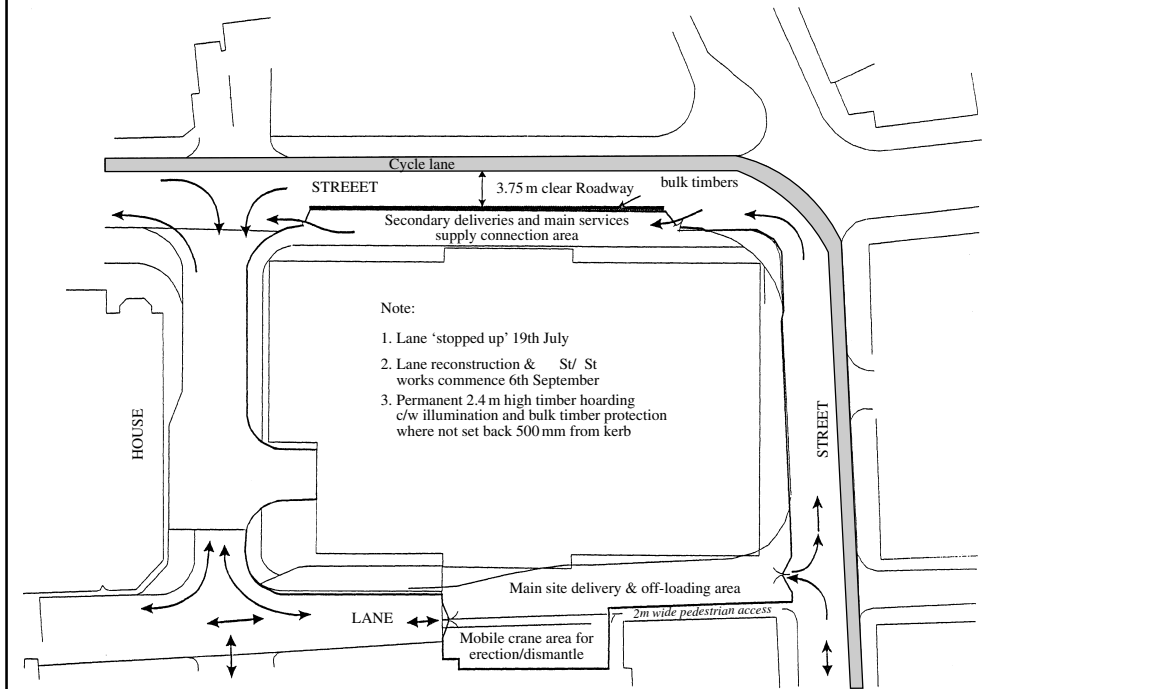 Cycle lane
STREEET
3.75 m clear Roadway
bulk timbers
Secondary deliveries and main services
supply connection area
Note:
1. Lane ‘stopped up’ 19th July
2. Lane reconstruction & St/ St
works commence 6th September
3. Permanent 2.4 m high timber hoarding
c/w illumination and bulk timber protection
where not set back 500 mm from kerb
HOUSE
STREET
Main site delivery & off-loading area
2m wide pedestrian access
LANE
Mobile crane area for
erection/dismantle